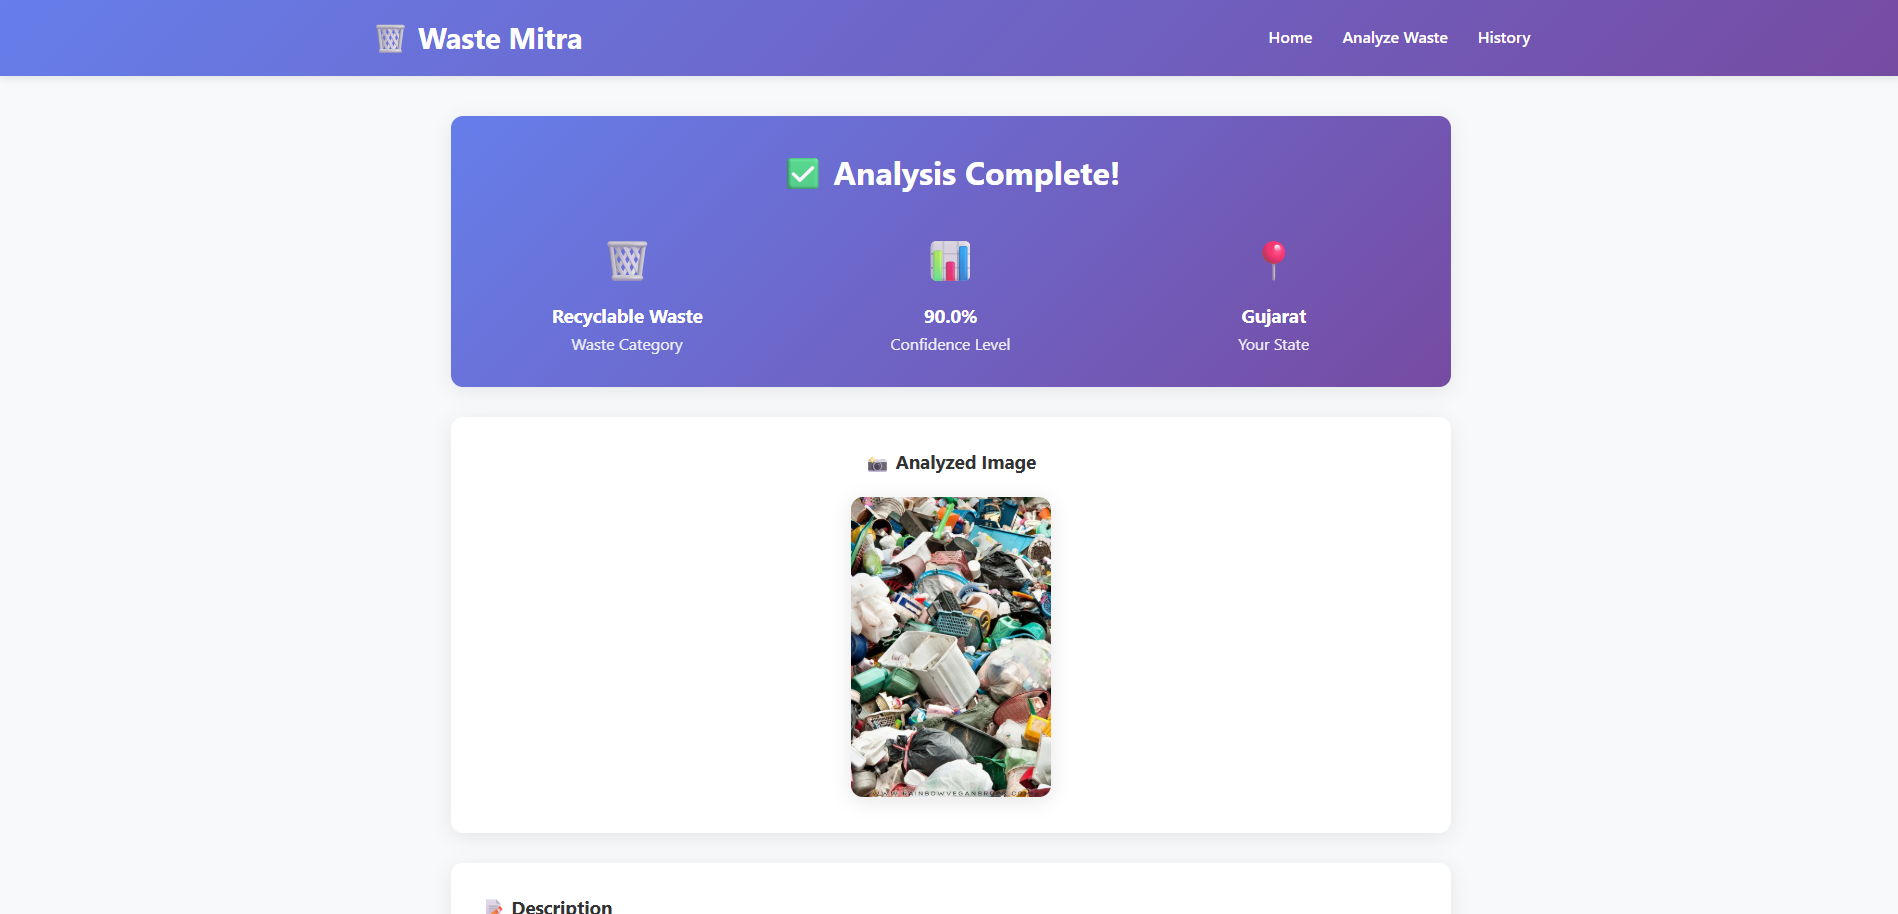 Waste Mitra
Home
Analyze Waste
History
Analysis Complete!
Recyclable Waste
Waste Category
90.0%
Confidence Level
Gujarat
Your State
Analyzed Image
Description